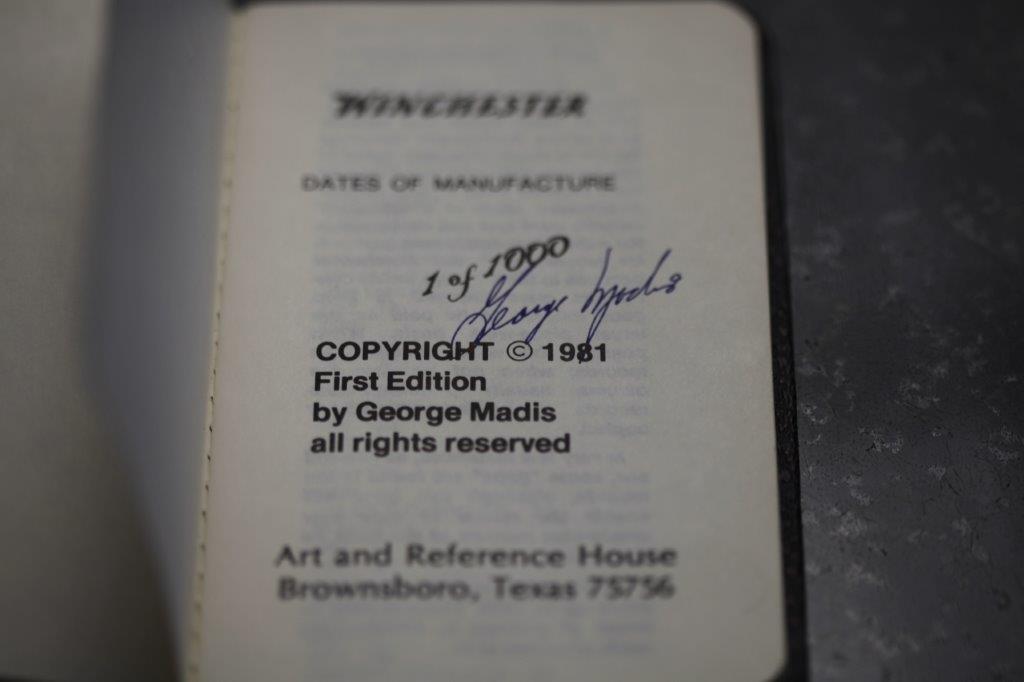 WINCHESTER
DATES OF MANUFACTURE
1 of 1000
George Madis
COPYRIGHT © 1981
First Edition
by George Madis
all rights reserved
Art and Reference House
Brownsboro, Texas 75756